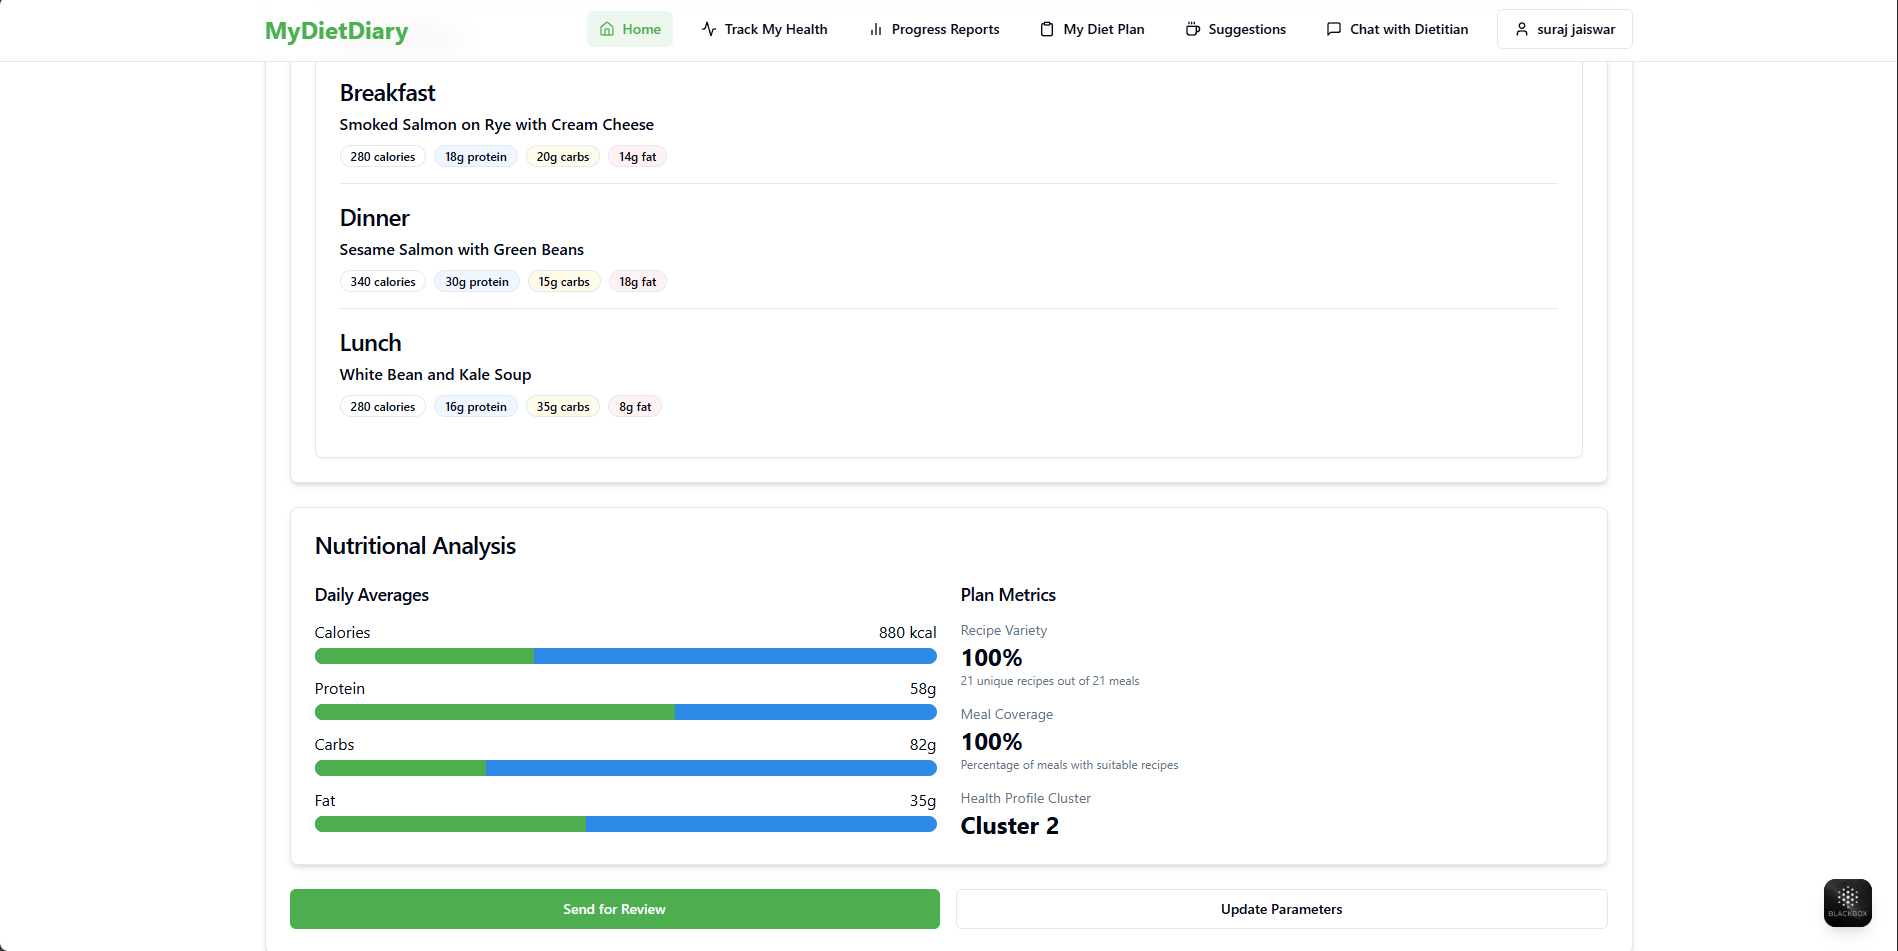 MyDietDiary
Home
Track My Health
Progress Reports
My Diet Plan
Suggestions
Chat with Dietitian
suraj jaiswar
Breakfast
Smoked Salmon on Rye with Cream Cheese
280 calories 18g protein 20g carbs 14g fat
Dinner
Sesame Salmon with Green Beans
340 calories 30g protein 15g carbs 18g fat
Lunch
White Bean and Kale Soup
280 calories 16g protein 35g carbs 8g fat
Nutritional Analysis
Daily Averages
Calories 880 kcal
Protein 58g
Carbs 82g
Fat 35g
Plan Metrics
Recipe Variety
100%
21 unique recipes out of 21 meals
Meal Coverage
100%
Percentage of meals with suitable recipes
Health Profile Cluster
Cluster 2
Send for Review
Update Parameters
BLACKBOX